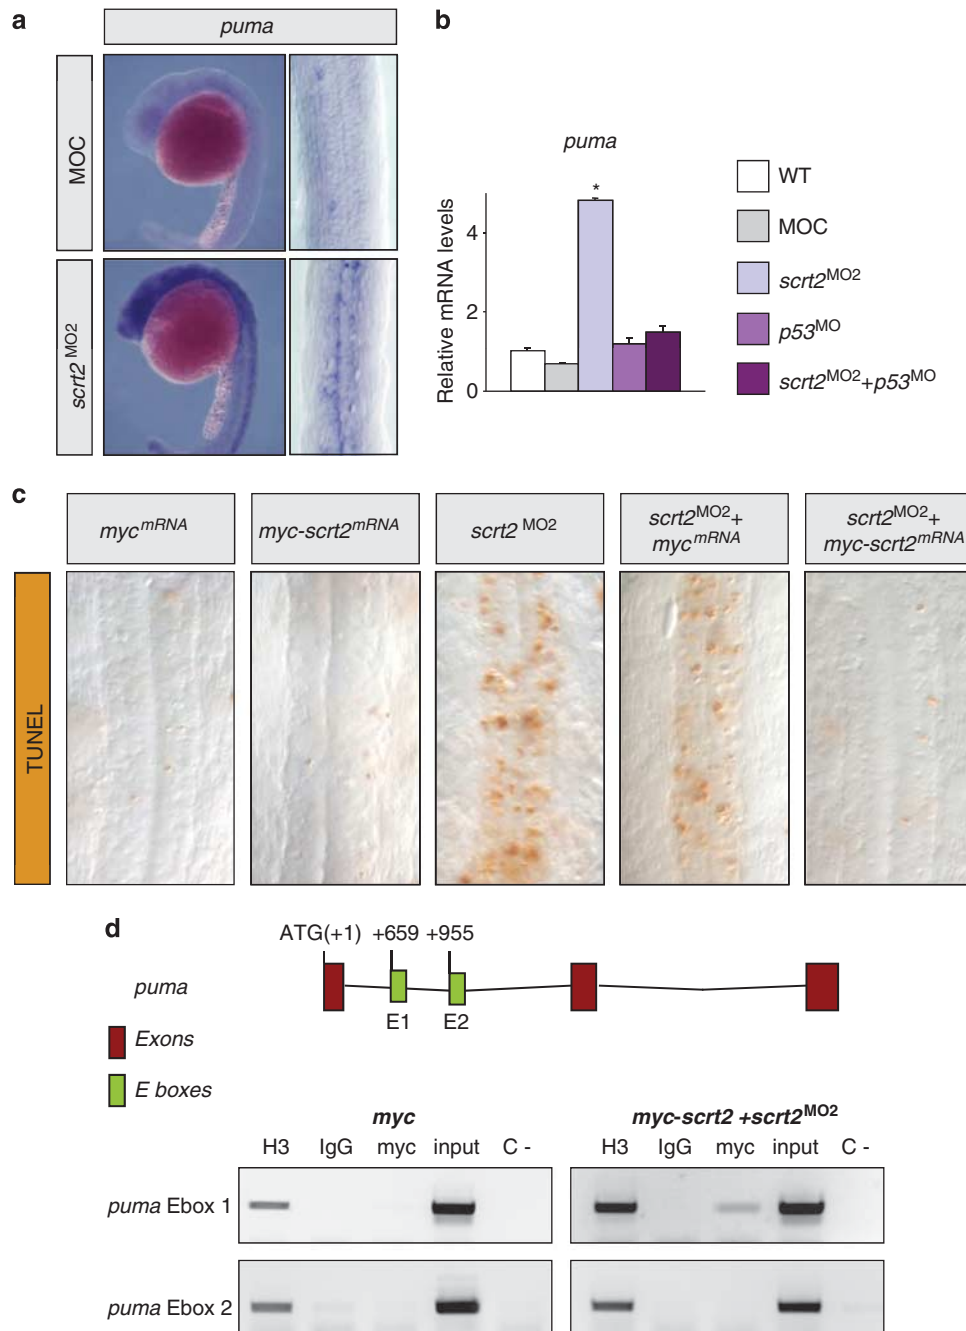 a
puma
MOC
scrt2 MO2
b
puma
Relative mRNA levels
4
2
0
*
WT
MOC
scrt2MO2
p53MO
scrt2MO2+p53MO
c
mycmRNA
myc-scrt2mRNA
scrt2 MO2
scrt2MO2+
mycmRNA
scrt2MO2+
myc-scrt2mRNA
TUNEL
d
ATG(+1) +659 +955
puma
E1 E2
Exons
E boxes
myc
myc-scrt2 +scrt2MO2
H3 IgG myc input C -
H3 IgG myc input C -
puma Ebox 1
puma Ebox 2